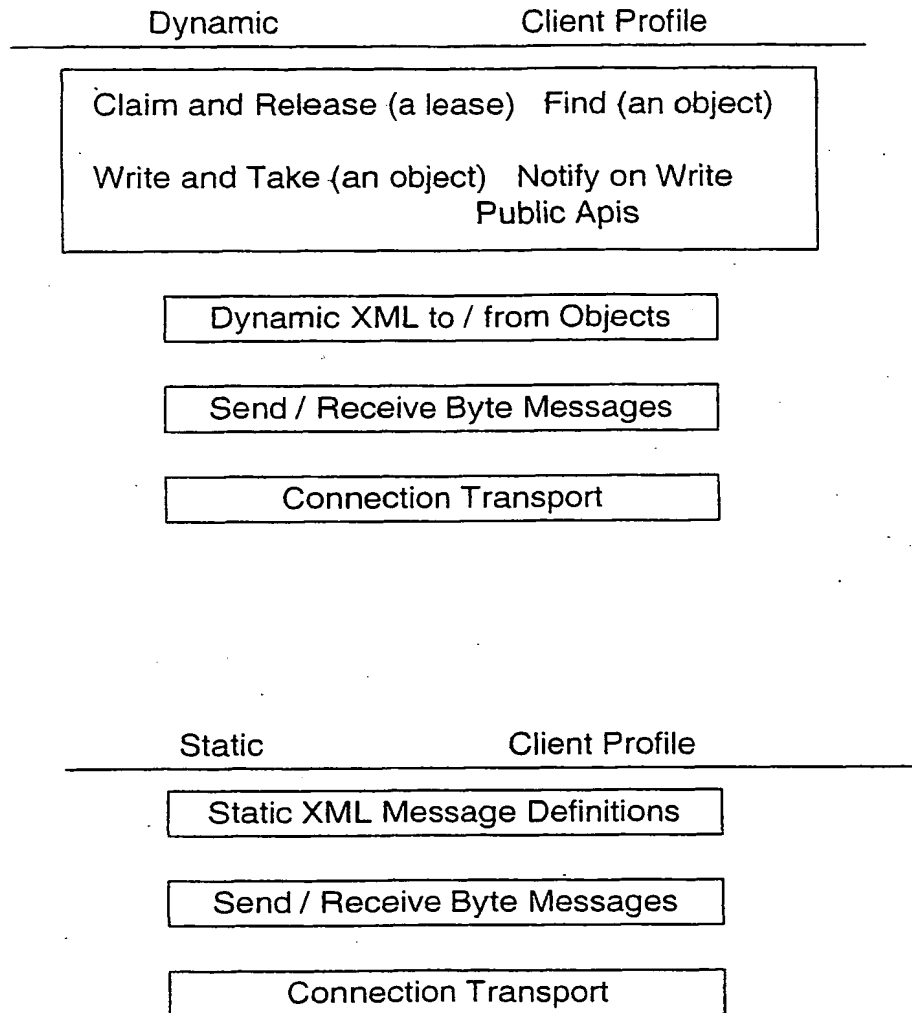 Dynamic Client Profile
Claim and Release (a lease) Find (an object)
Write and Take (an object) Notify on Write
Public Apis
Dynamic XML to / from Objects
Send / Receive Byte Messages
Connection Transport
Static Client Profile
Static XML Message Definitions
Send / Receive Byte Messages
Connection Transport